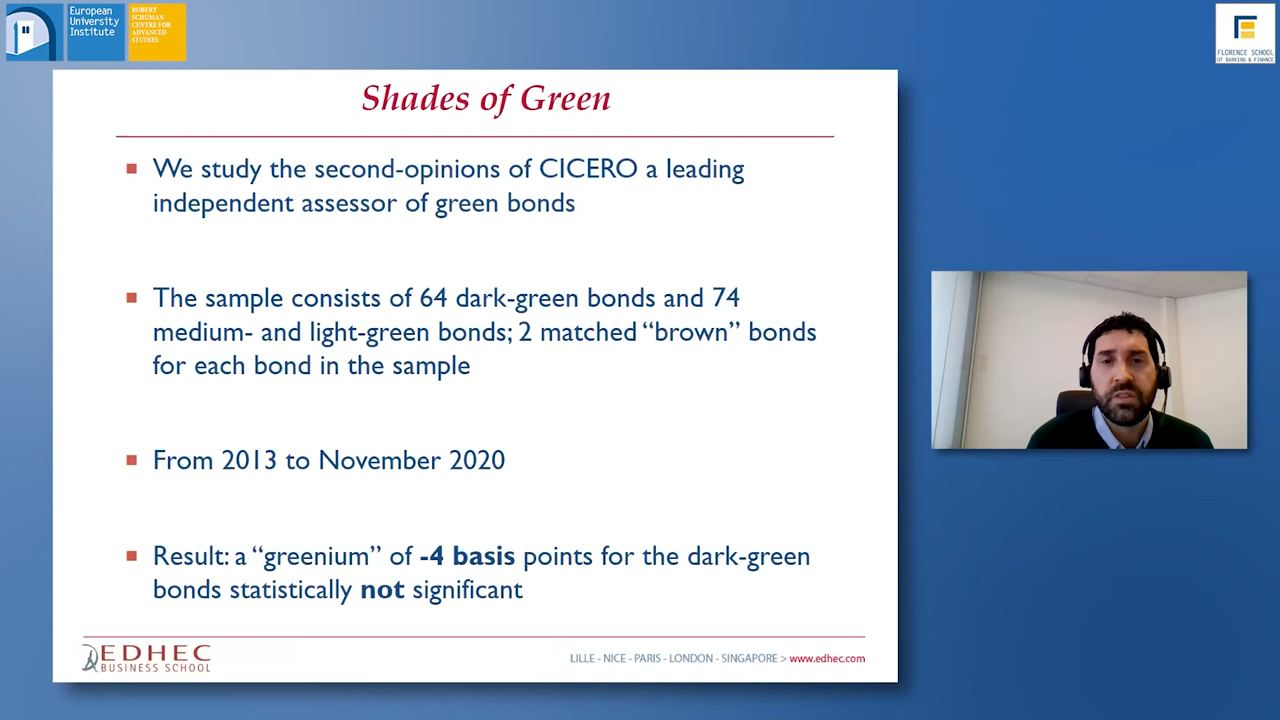 European
University
Institute
ROBERT
SCHUMAN
CENTRE FOR
ADVANCED
STUDIES
FLORENCE SCHOOL
OF BANKING & FINANCE
Shades of Green
We study the second-opinions of CICERO a leading
independent assessor of green bonds
The sample consists of 64 dark-green bonds and 74
medium- and light-green bonds; 2 matched “brown” bonds
for each bond in the sample
From 2013 to November 2020
Result: a “greenium” of -4 basis points for the dark-green
bonds statistically not significant
EDHEC
BUSINESS SCHOOL
LILLE - NICE - PARIS - LONDON - SINGAPORE > www.edhec.com